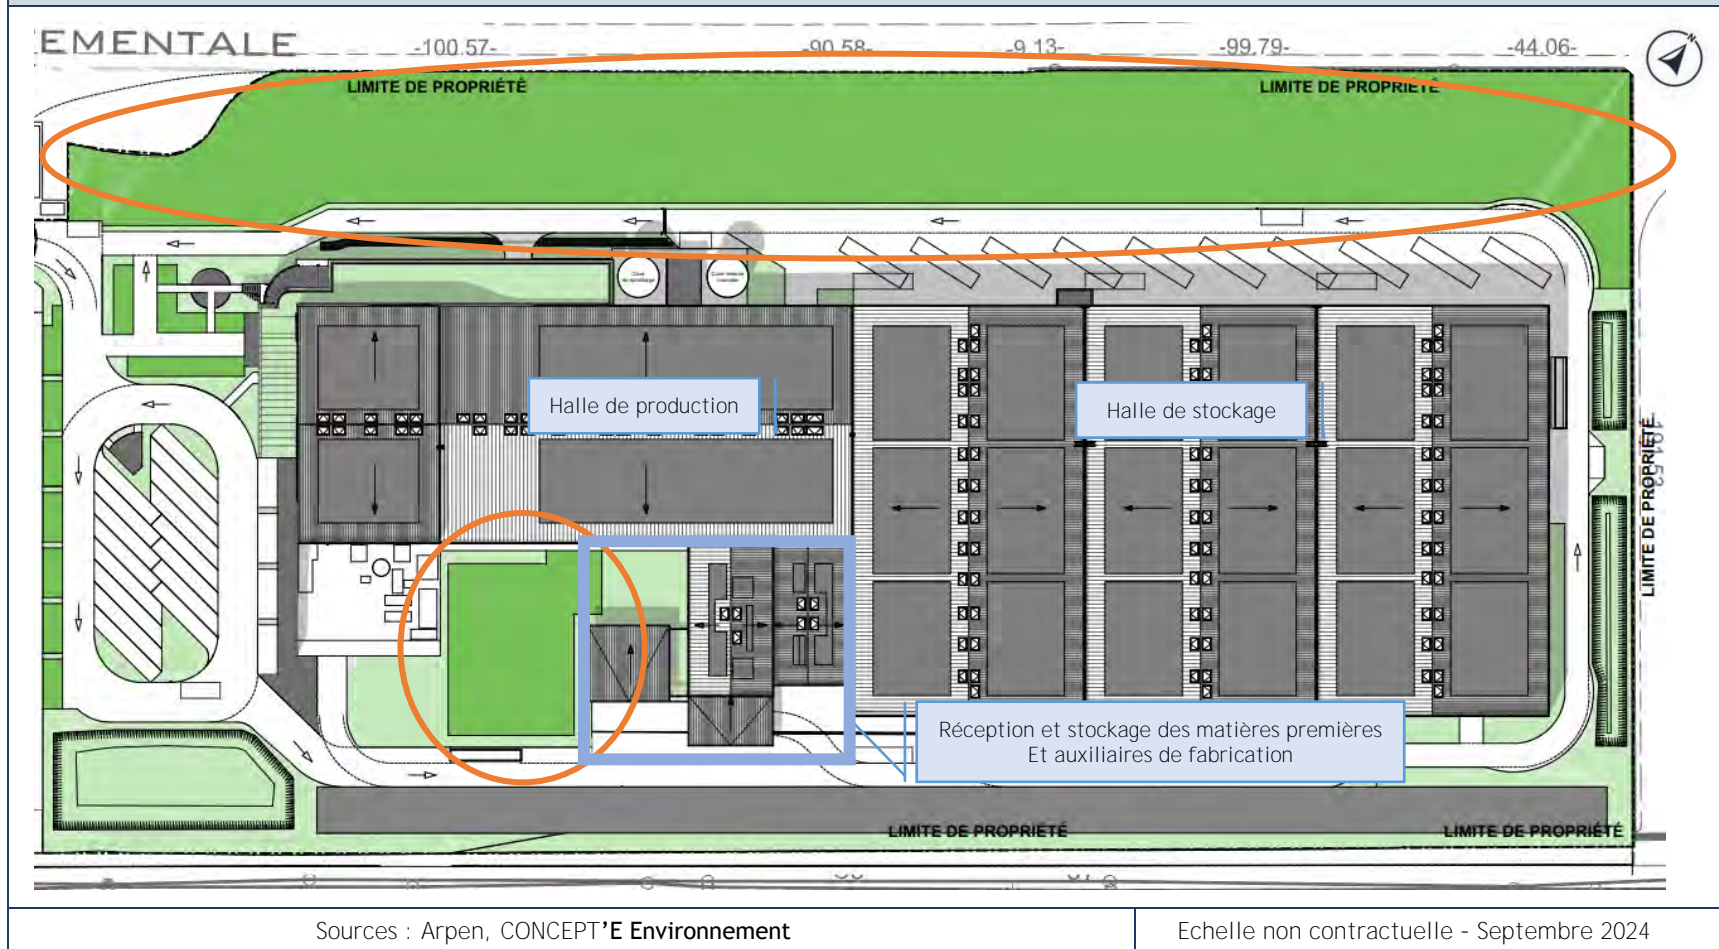 EMENTALE
-100.57-
-90.58-
-9.13-
-99.79-
-44.06-
N
LIMITE DE PROPRIÉTÉ
LIMITE DE PROPRIÉTÉ
Halle de production
Halle de stockage
LIMITE DE PROPRIÉTÉ
Réception et stockage des matières premières
Et auxiliaires de fabrication
LIMITE DE PROPRIÉTÉ
LIMITE DE PROPRIÉTÉ
Sources : Arpen, CONCEPT'E Environnement
Echelle non contractuelle - Septembre 2024